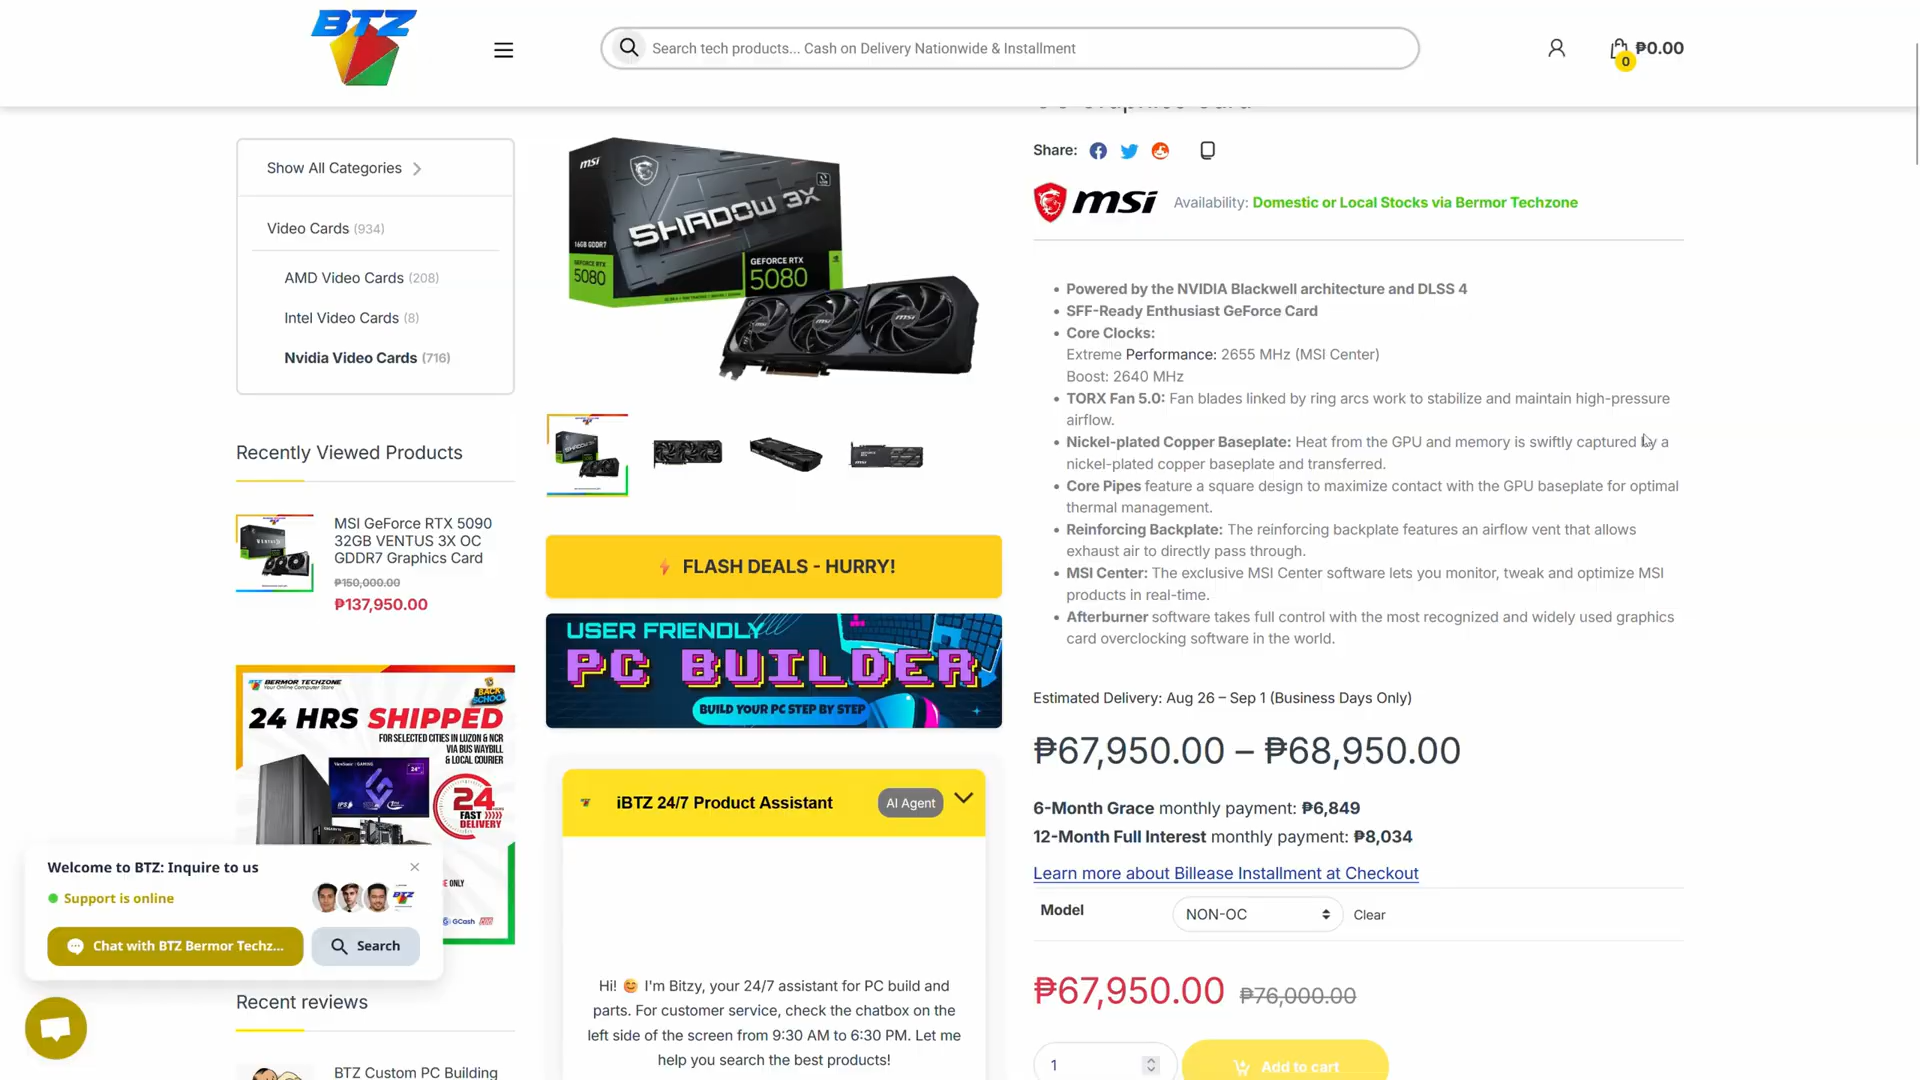 BTZ
Search tech products... Cash on Delivery Nationwide & Installment
₱0.00
0
Show All Categories
Video Cards (934)
AMD Video Cards (208)
Intel Video Cards (8)
Nvidia Video Cards (716)
Recently Viewed Products
MSI GeForce RTX 5090
32GB VENTUS 3X OC
GDDR7 Graphics Card
₱150,000.00
₱137,950.00
BERMOR TECHZONE
Your Online Computer Store
BACK
SCHOOL
24 HRS SHIPPED
FOR SELECTED CITIES IN LUZON & NCR
VIA BUS WAYBILL
& LOCAL COURIER
24
FAST
DELIVERY
E ONLY
GCash
Welcome to BTZ: Inquire to us
Support is online
Chat with BTZ Bermor Techz...
Search
Recent reviews
BTZ Custom PC Building
msi
SHADOW 3X
16GB GDDR7
GEFORCE RTX
5080
GEFORCE RTX
5080
FLASH DEALS - HURRY!
USER FRIENDLY
PC BUILDER
BUILD YOUR PC STEP BY STEP
iBTZ 24/7 Product Assistant
AI Agent
Hi! 😊 I'm Bitzy, your 24/7 assistant for PC build and
parts. For customer service, check the chatbox on the
left side of the screen from 9:30 AM to 6:30 PM. Let me
help you search the best products!
Share:
msi
Availability: Domestic or Local Stocks via Bermor Techzone
• Powered by the NVIDIA Blackwell architecture and DLSS 4
• SFF-Ready Enthusiast GeForce Card
• Core Clocks:
Extreme Performance: 2655 MHz (MSI Center)
Boost: 2640 MHz
• TORX Fan 5.0: Fan blades linked by ring arcs work to stabilize and maintain high-pressure
airflow.
• Nickel-plated Copper Baseplate: Heat from the GPU and memory is swiftly captured by a
nickel-plated copper baseplate and transferred.
• Core Pipes feature a square design to maximize contact with the GPU baseplate for optimal
thermal management.
• Reinforcing Backplate: The reinforcing backplate features an airflow vent that allows
exhaust air to directly pass through.
• MSI Center: The exclusive MSI Center software lets you monitor, tweak and optimize MSI
products in real-time.
• Afterburner software takes full control with the most recognized and widely used graphics
card overclocking software in the world.
Estimated Delivery: Aug 26 – Sep 1 (Business Days Only)
₱67,950.00 – ₱68,950.00
6-Month Grace monthly payment: ₱6,849
12-Month Full Interest monthly payment: ₱8,034
Learn more about Billease Installment at Checkout
Model
NON-OC
Clear
₱67,950.00 ₱76,000.00
1
Add to cart